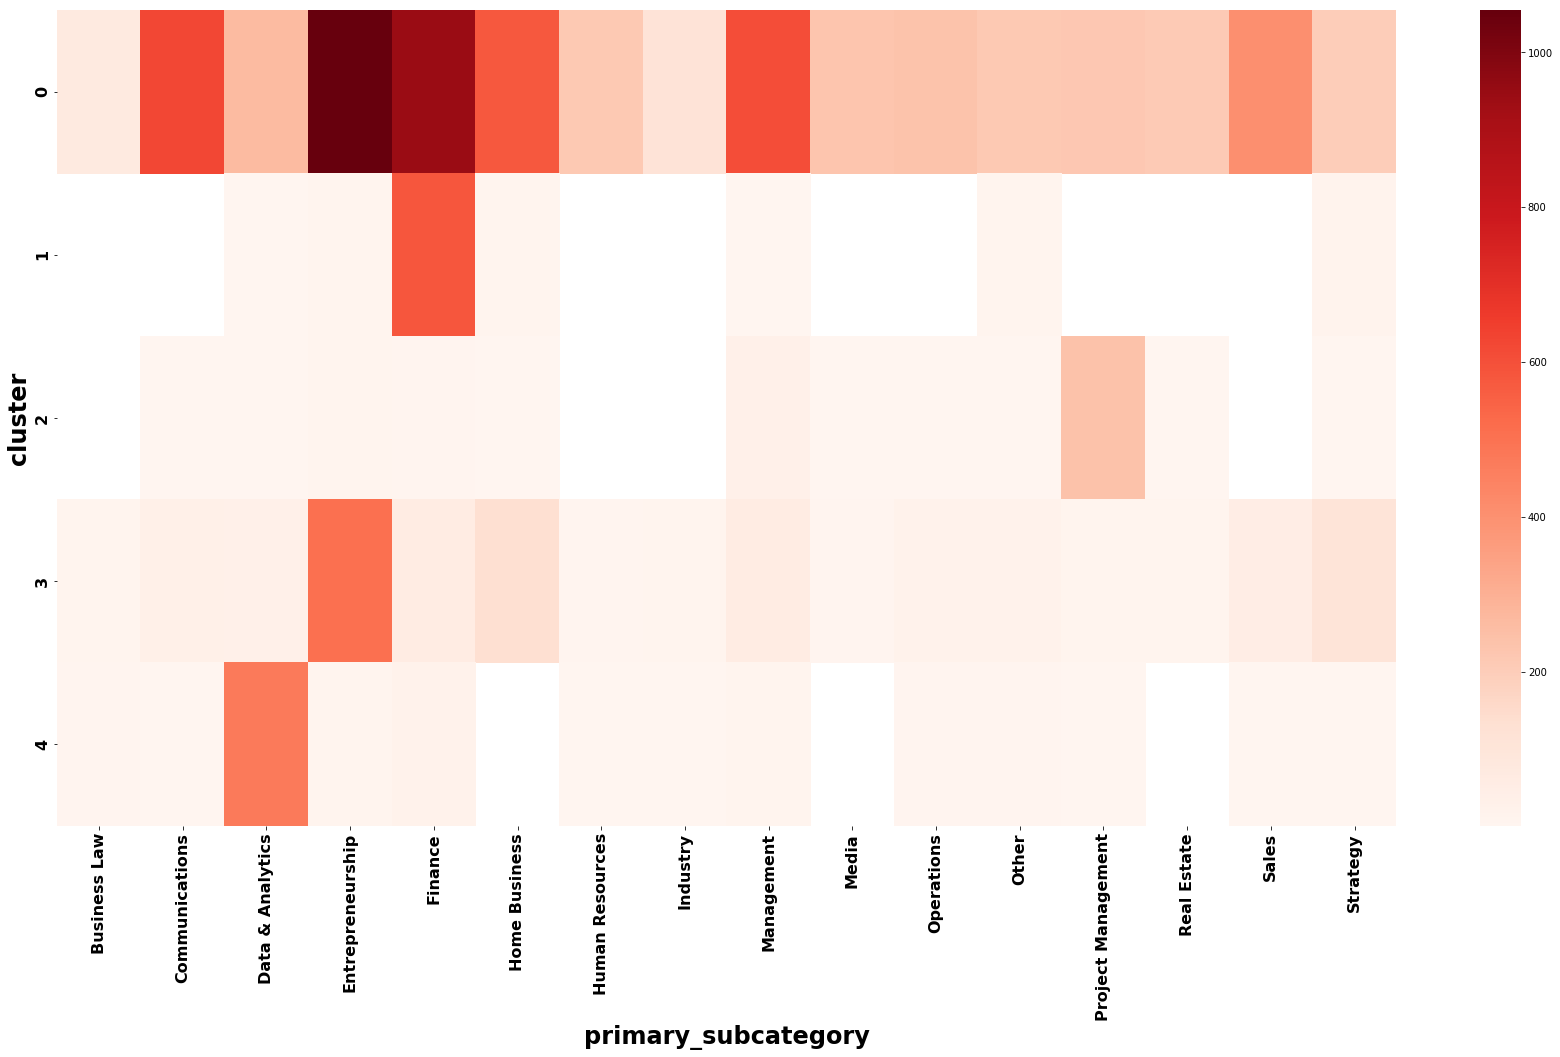 cluster
0
1
2
3
4
Business Law
Communications
Data & Analytics
Entrepreneurship
Finance
Home Business
Human Resources
Industry
Management
Media
Operations
Other
Project Management
Real Estate
Sales
Strategy
primary_subcategory
1000
800
600
400
200